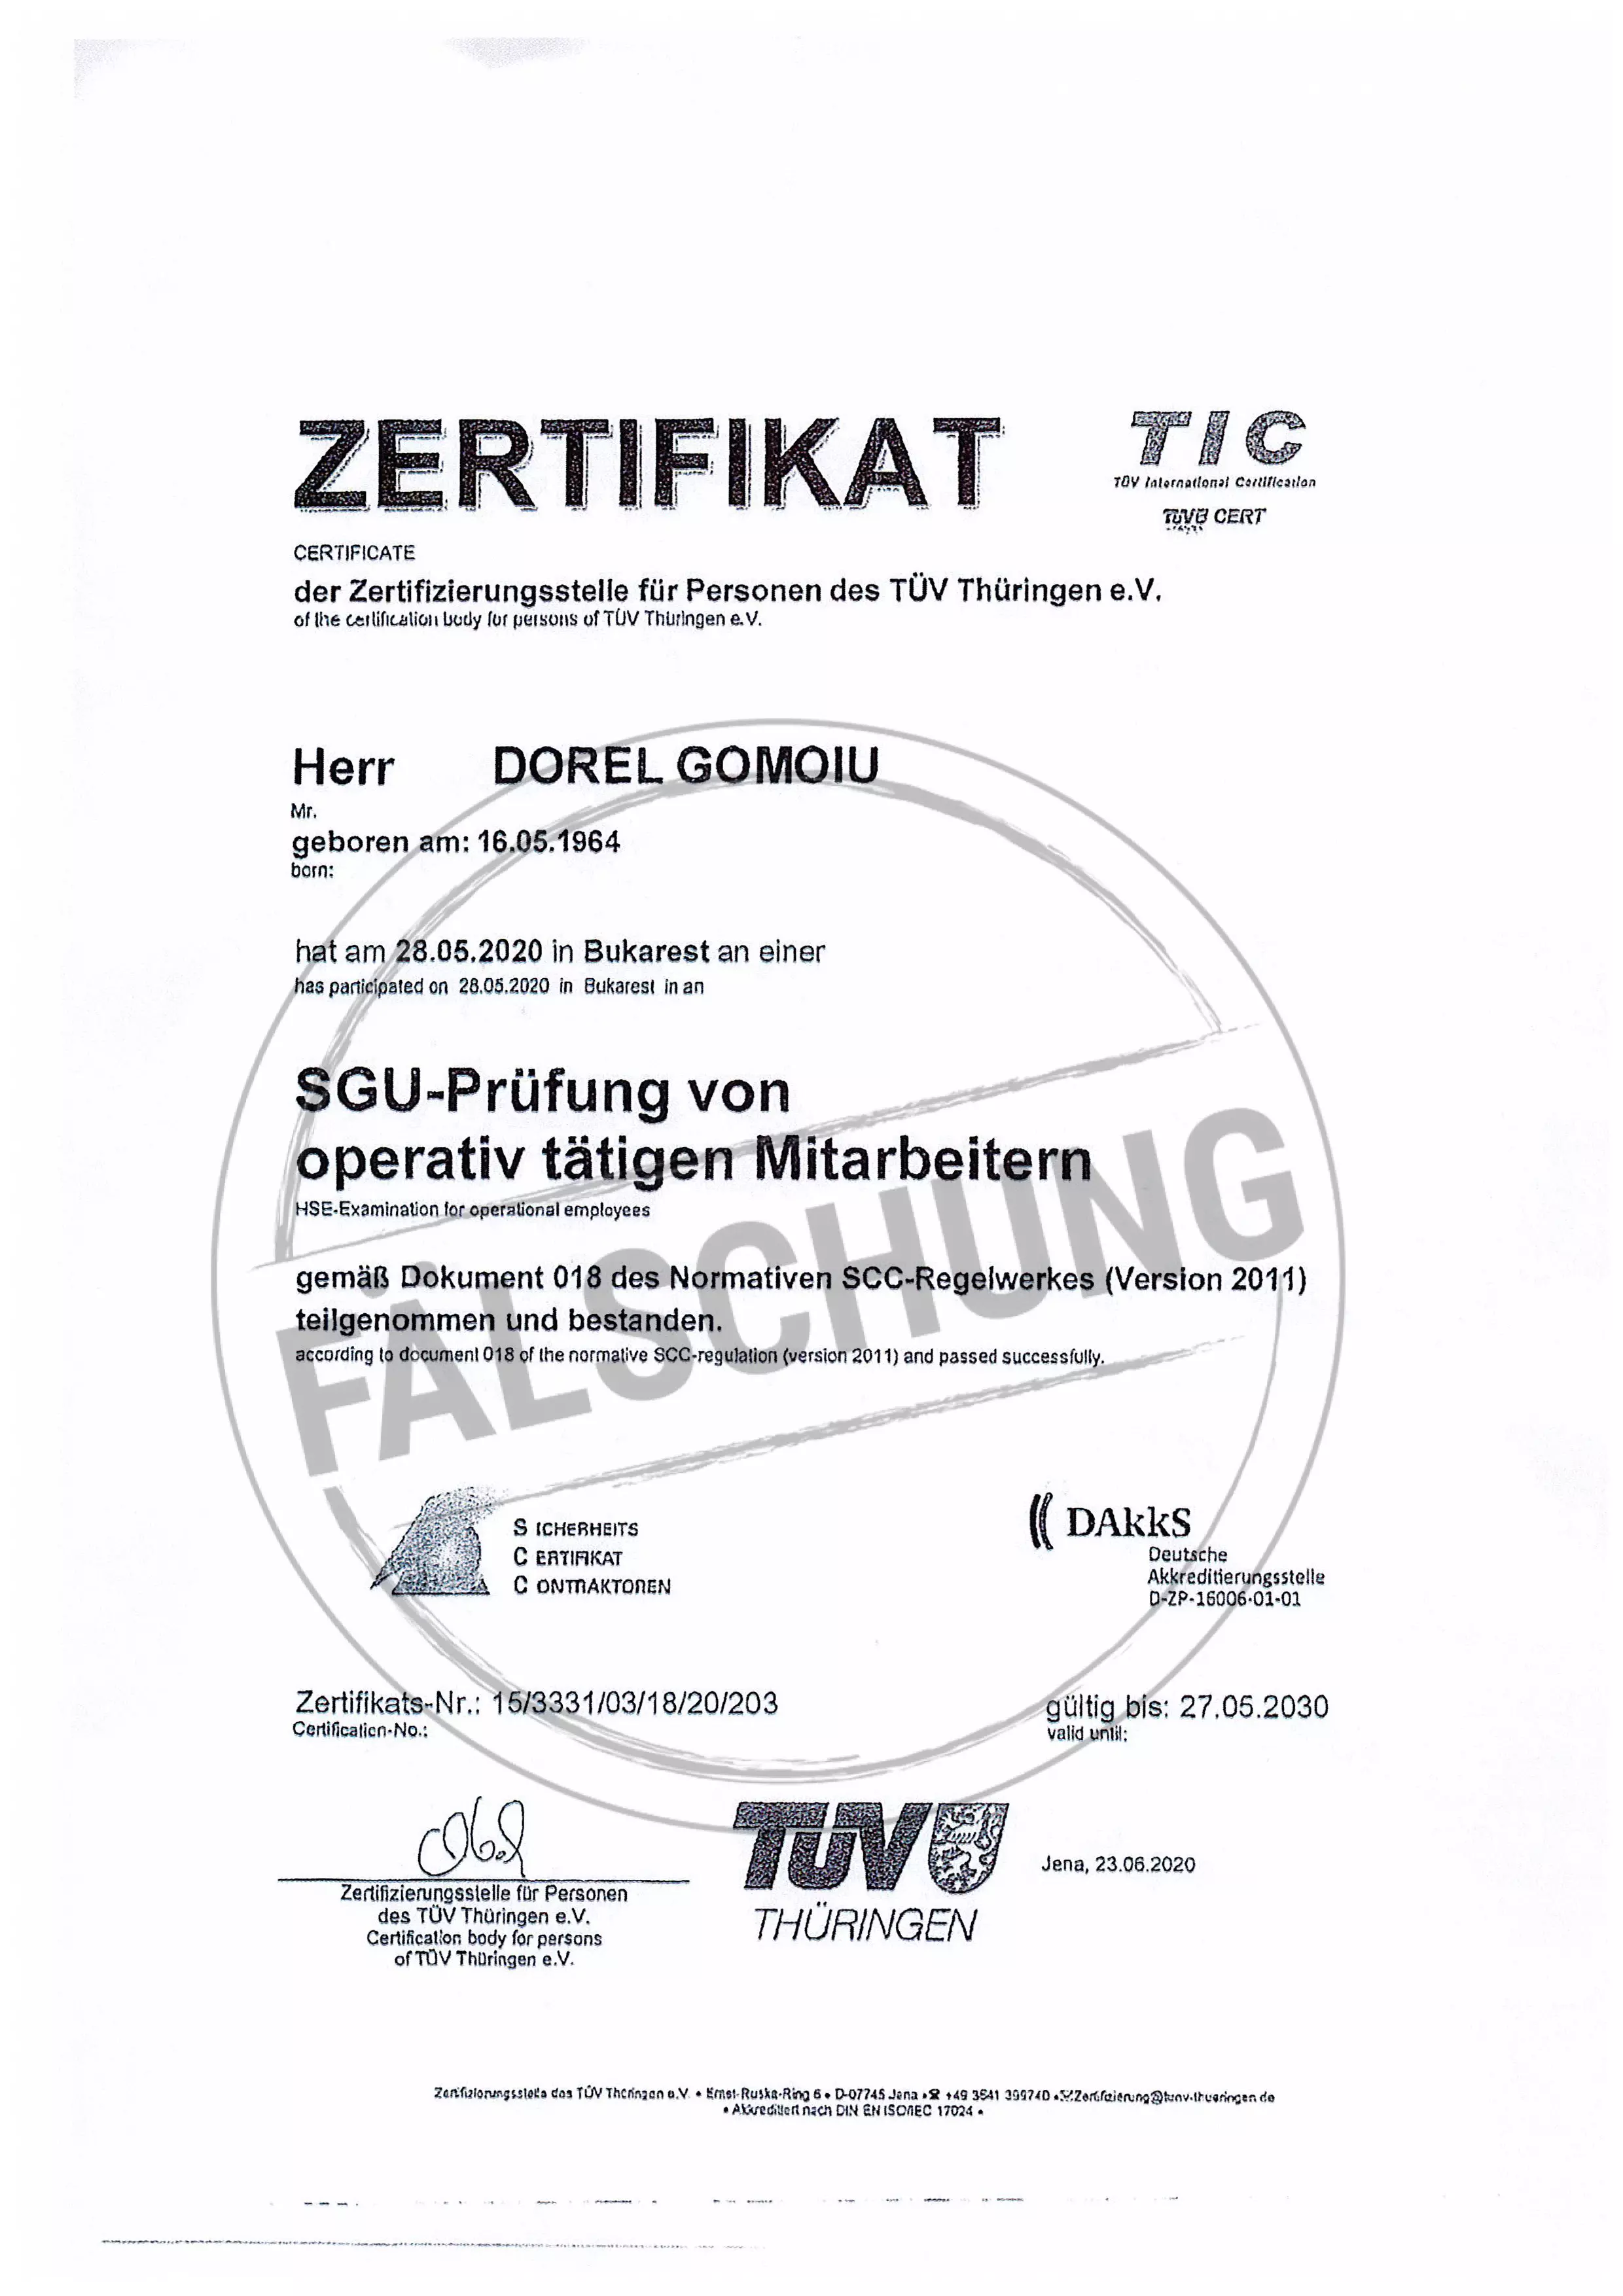 ZERTIFIKAT
TIC
TÜV International Certification
TÜV CERT
CERTIFICATE
der Zertifizierungsstelle für Personen des TÜV Thüringen e.V.
of the certification body for persons of TÜV Thüringen e.V.
Herr DOREL GOMOIU
Mr.
geboren am: 16.05.1964
born:
hat am 28.05.2020 in Bukarest an einer
has participated on 28.05.2020 in Bukarest in an
SGU-Prüfung von
operativ tätigen Mitarbeitern
HSE-Examination for operational employees
gemäß Dokument 018 des Normativen SCC-Regelwerkes (Version 2011)
teilgenommen und bestanden.
according to document 018 of the normative SCC-regulation (version 2011) and passed successfully.
FÄLSCHUNG
SICHERHEITS
CERTIFIKAT
CONTRAKTOREN
DAkkS
Deutsche
Akkreditierungsstelle
D-ZP-16006-01-01
Zertifikats-Nr.: 15/3331/03/18/20/203
Certification-No.:
gültig bis: 27.05.2030
valid until:
Zertifizierungsstelle für Personen
des TÜV Thüringen e.V.
Certification body for persons
of TÜV Thüringen e.V.
TÜV
THÜRINGEN
Jena, 23.06.2020
Zertifizierungsstelle des TÜV Thüringen e.V. • Ernst-Ruska-Ring 6 • D-07745 Jena • ☎ +49 3641 399740 • Zertifizierung@tuev-thueringen.de
• Akkreditiert nach DIN EN ISO/IEC 17024 •